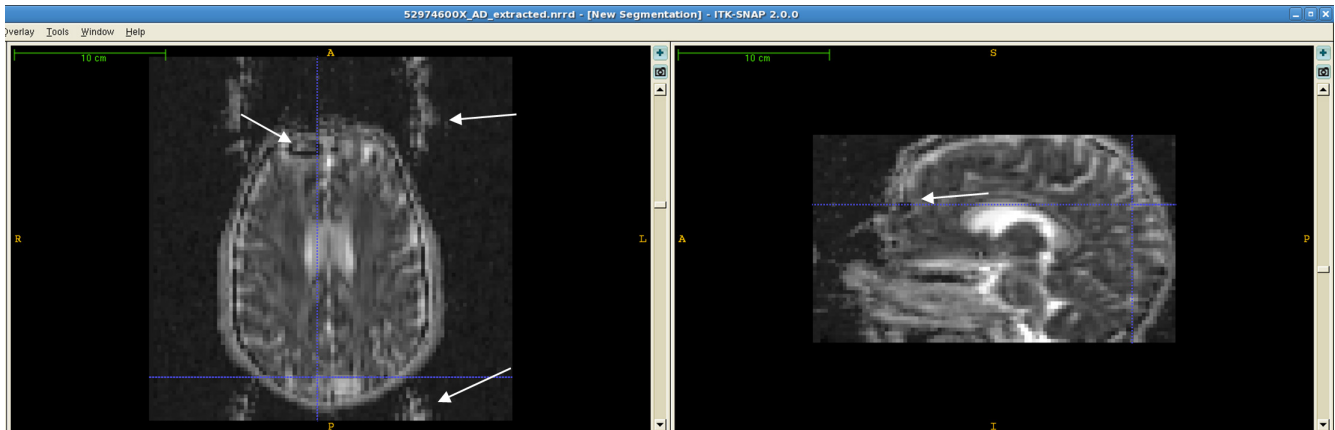 52974600X_AD_extracted.nrrd - [New Segmentation] - ITK-SNAP 2.0.0
Overlay Tools Window Help
10 cm
A
R
L
P
10 cm
S
A
P
I